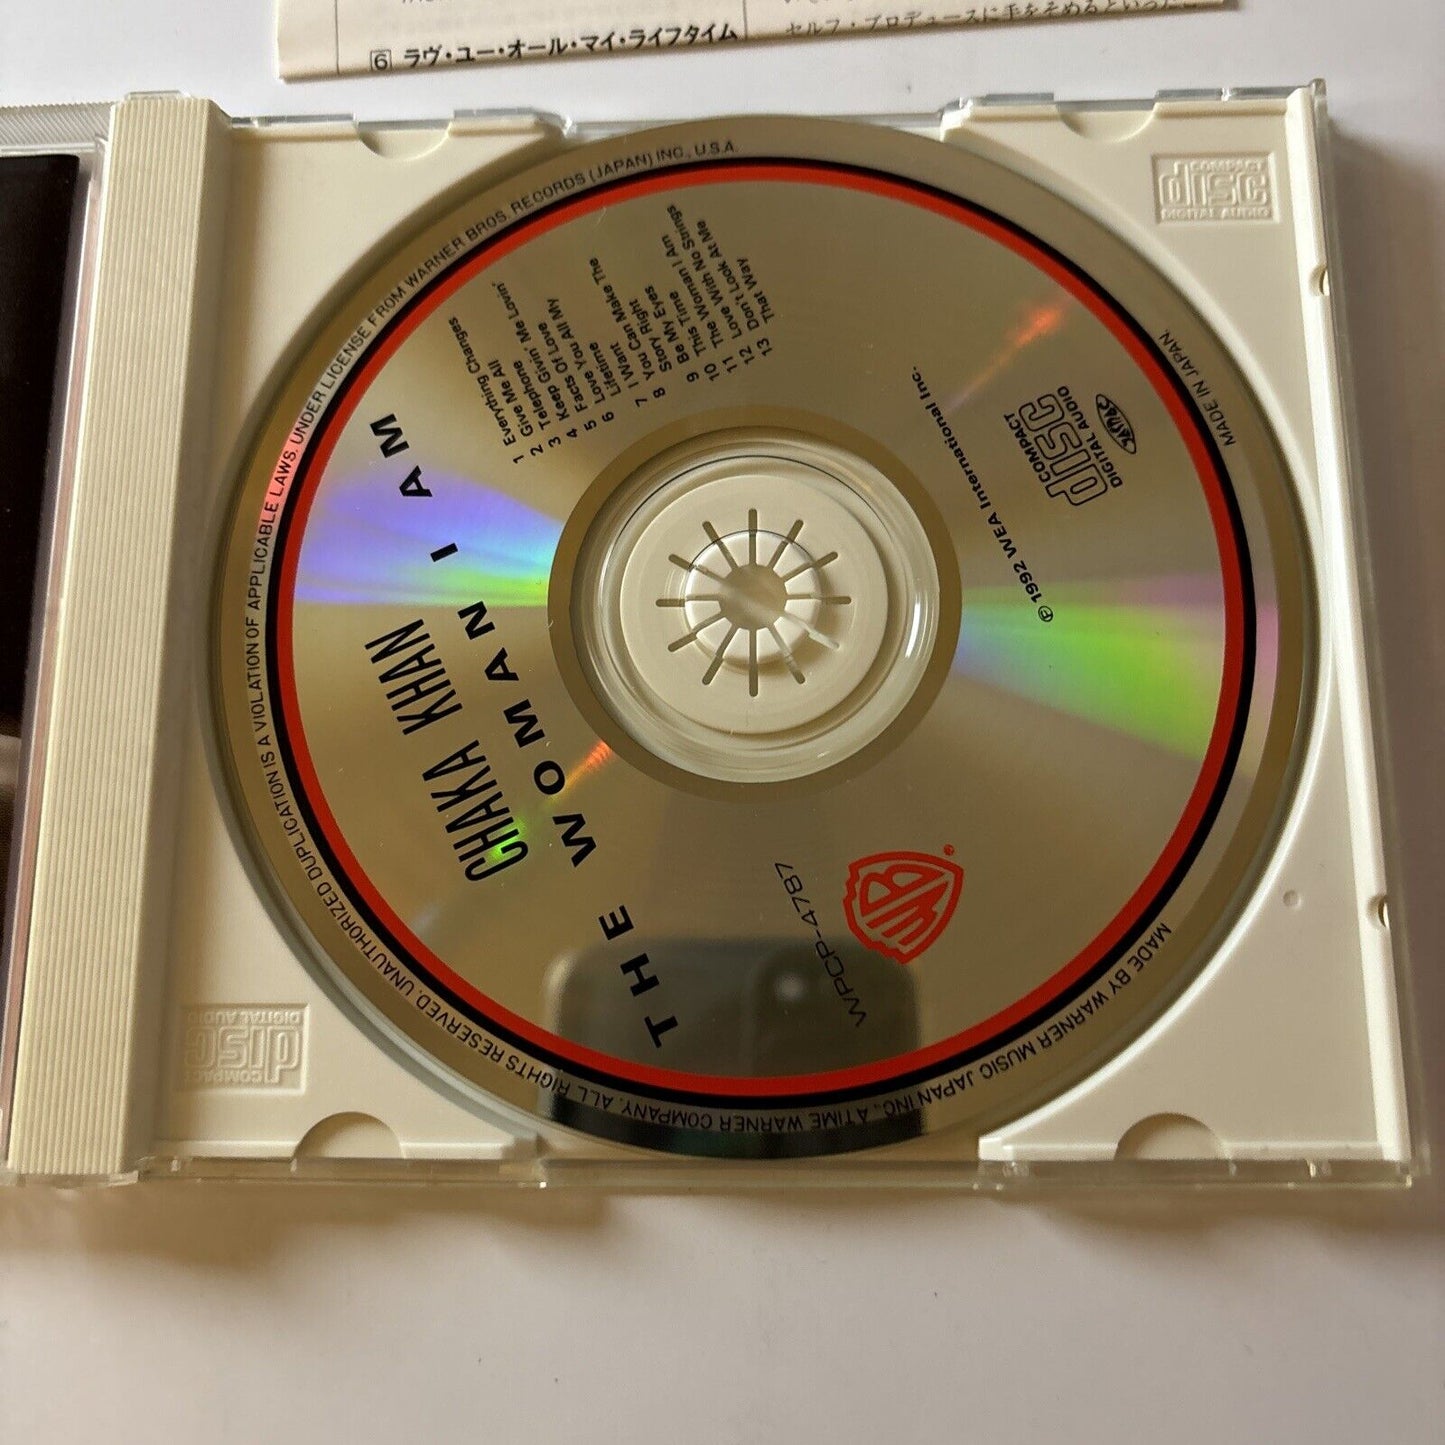 ⑥ ラヴ・ユー・オール・マイ・ライフタイム
セルフ・プロデュースに手をそめるといったこ
COMPACT
disc
DIGITAL AUDIO
CHAKA KHAN
THE WOMAN I AM
1 Everything Changes
2 Give Me All
3 Telephone
4 Keep Givin' Me Lovin'
5 Facts Of Love
6 Love You All My
Lifetime
7 I Want
8 You Can Make The
Story Right
9 Be My Eyes
10 This Time
11 The Woman I Am
12 Love With No Strings
13 Don't Look At Me
That Way
COMPACT
disc
DIGITAL AUDIO
JASRAC
℗ 1992 WEA International Inc.
WB®
WPCP-4787
MADE IN JAPAN.
MADE BY WARNER MUSIC JAPAN INC., A TIME WARNER COMPANY. ALL RIGHTS RESERVED. UNAUTHORIZED DUPLICATION IS A VIOLATION OF APPLICABLE LAWS. UNDER LICENSE FROM WARNER BROS. RECORDS (JAPAN) INC., U.S.A.
COMPACT
disc
DIGITAL AUDIO